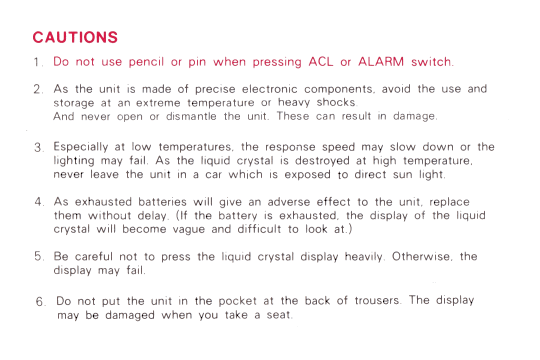 CAUTIONS
1. Do not use pencil or pin when pressing ACL or ALARM switch.
2. As the unit is made of precise electronic components, avoid the use and
storage at an extreme temperature or heavy shocks.
And never open or dismantle the unit. These can result in damage.
3. Especially at low temperatures, the response speed may slow down or the
lighting may fail. As the liquid crystal is destroyed at high temperature,
never leave the unit in a car which is exposed to direct sun light.
4. As exhausted batteries will give an adverse effect to the unit, replace
them without delay. (If the battery is exhausted, the display of the liquid
crystal will become vague and difficult to look at.)
5. Be careful not to press the liquid crystal display heavily. Otherwise, the
display may fail.
6. Do not put the unit in the pocket at the back of trousers. The display
may be damaged when you take a seat.